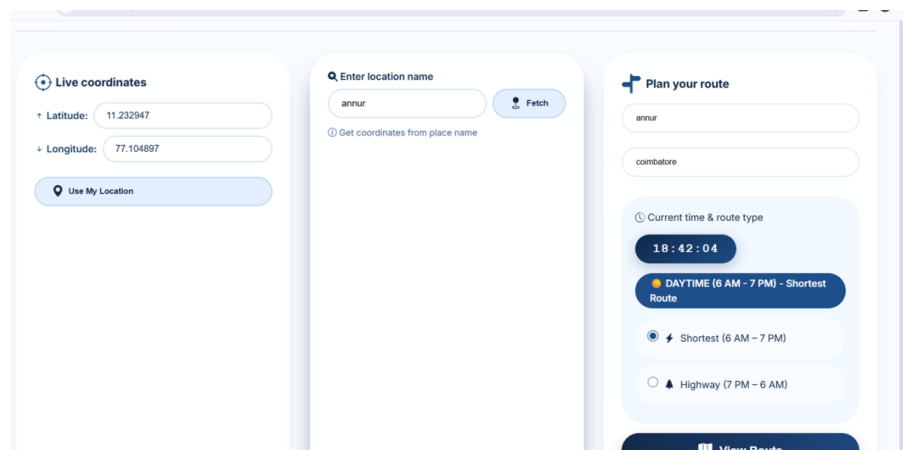 Live coordinates
↑ Latitude: 11.232947
↓ Longitude: 77.104897
Use My Location
Enter location name
annur
Fetch
Get coordinates from place name
Plan your route
annur
coimbatore
Current time & route type
18:42:04
DAYTIME (6 AM - 7 PM) - Shortest
Route
Shortest (6 AM – 7 PM)
Highway (7 PM – 6 AM)
View Route